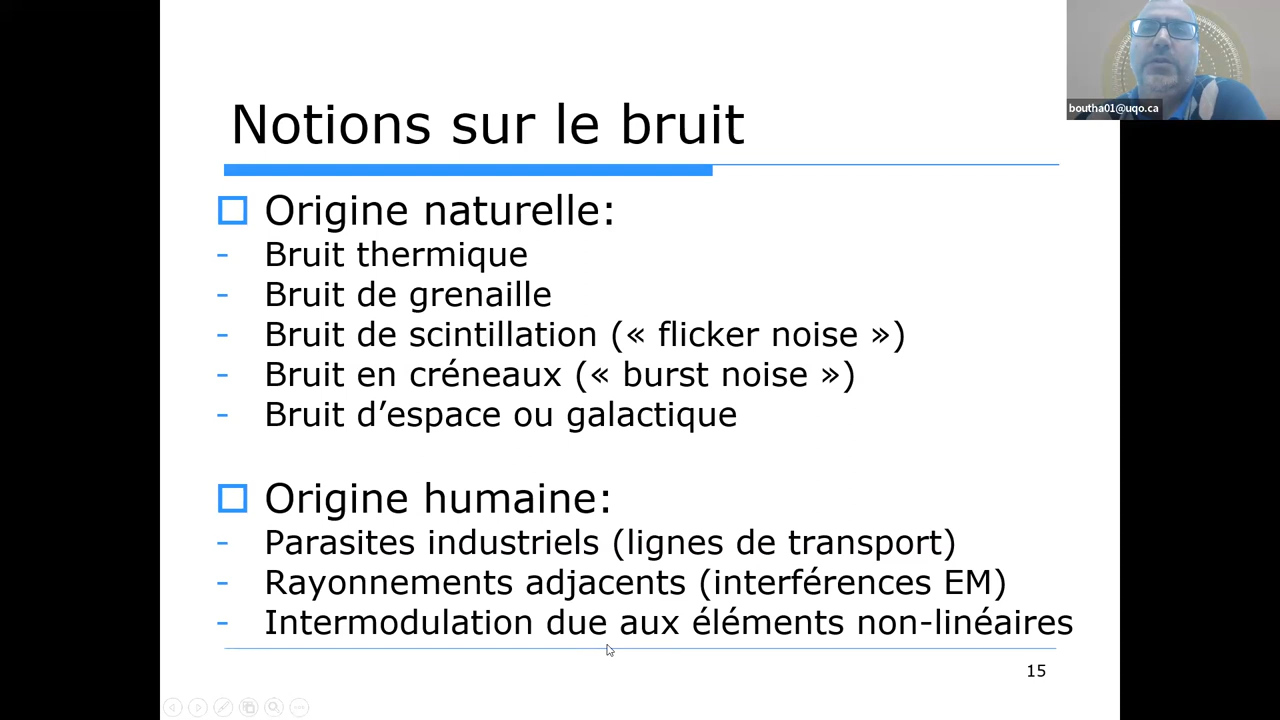 boutha01@uqo.ca
Notions sur le bruit
Origine naturelle:
- Bruit thermique
- Bruit de grenaille
- Bruit de scintillation (« flicker noise »)
- Bruit en créneaux (« burst noise »)
- Bruit d’espace ou galactique
Origine humaine:
- Parasites industriels (lignes de transport)
- Rayonnements adjacents (interférences EM)
- Intermodulation due aux éléments non-linéaires
15